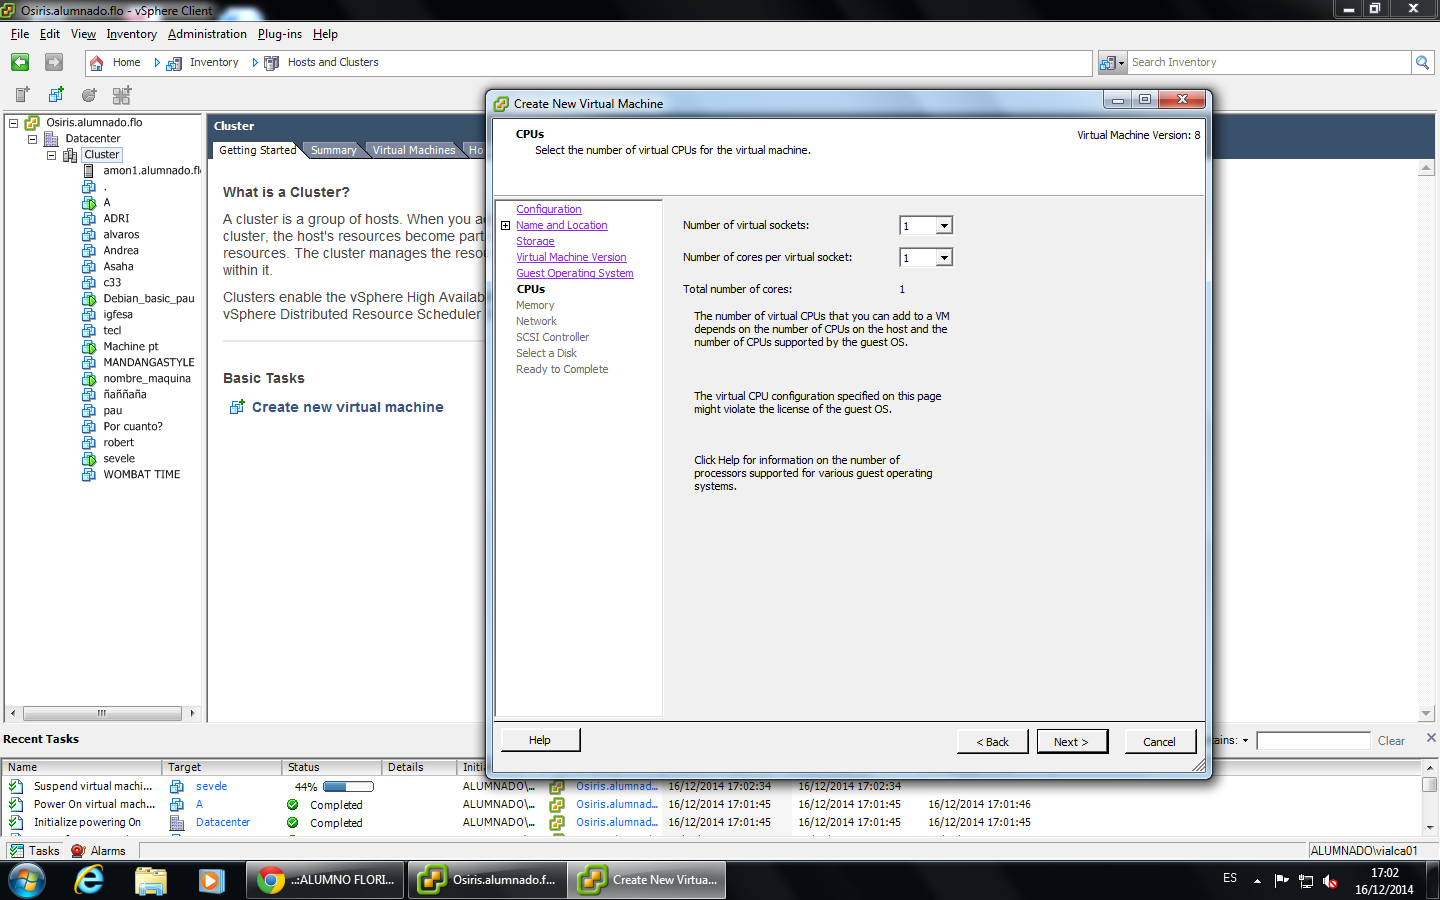 Osiris.alumnado.flo - vSphere Client
File Edit View Inventory Administration Plug-ins Help
Home Inventory Hosts and Clusters
Search Inventory
Osiris.alumnado.flo
Datacenter
Cluster
amon1.alumnado.fl
.
A
ADRI
alvaros
Andrea
Asaha
c33
Debian_basic_pau
igfesa
tecl
Machine pt
MANDANGASTYLE
nombre_maquina
ñaññaña
pau
Por cuanto?
robert
sevele
WOMBAT TIME
Cluster
Getting Started Summary Virtual Machines Ho
What is a Cluster?
A cluster is a group of hosts. When you a
cluster, the host's resources become part
resources. The cluster manages the reso
within it.
Clusters enable the vSphere High Availab
vSphere Distributed Resource Scheduler
Basic Tasks
Create new virtual machine
Create New Virtual Machine
CPUs
Select the number of virtual CPUs for the virtual machine.
Virtual Machine Version: 8
Configuration
Name and Location
Storage
Virtual Machine Version
Guest Operating System
CPUs
Memory
Network
SCSI Controller
Select a Disk
Ready to Complete
Number of virtual sockets: 1
Number of cores per virtual socket: 1
Total number of cores: 1
The number of virtual CPUs that you can add to a VM
depends on the number of CPUs on the host and the
number of CPUs supported by the guest OS.
The virtual CPU configuration specified on this page
might violate the license of the guest OS.
Click Help for information on the number of
processors supported for various guest operating
systems.
Help < Back Next > Cancel
Recent Tasks
ains: Clear
Name Target Status Details Initi
Suspend virtual machi... sevele 44% ALUMNADO\... Osiris.alumnad... 16/12/2014 17:02:34 16/12/2014 17:02:34
Power On virtual mach... A Completed ALUMNADO\... Osiris.alumnad... 16/12/2014 17:01:45 16/12/2014 17:01:45 16/12/2014 17:01:46
Initialize powering On Datacenter Completed ALUMNADO\... Osiris.alumnad... 16/12/2014 17:01:45 16/12/2014 17:01:45 16/12/2014 17:01:45
Tasks Alarms
ALUMNADO\vialca01
..:ALUMNO FLORI... Osiris.alumnado.f... Create New Virtua...
ES
17:02
16/12/2014